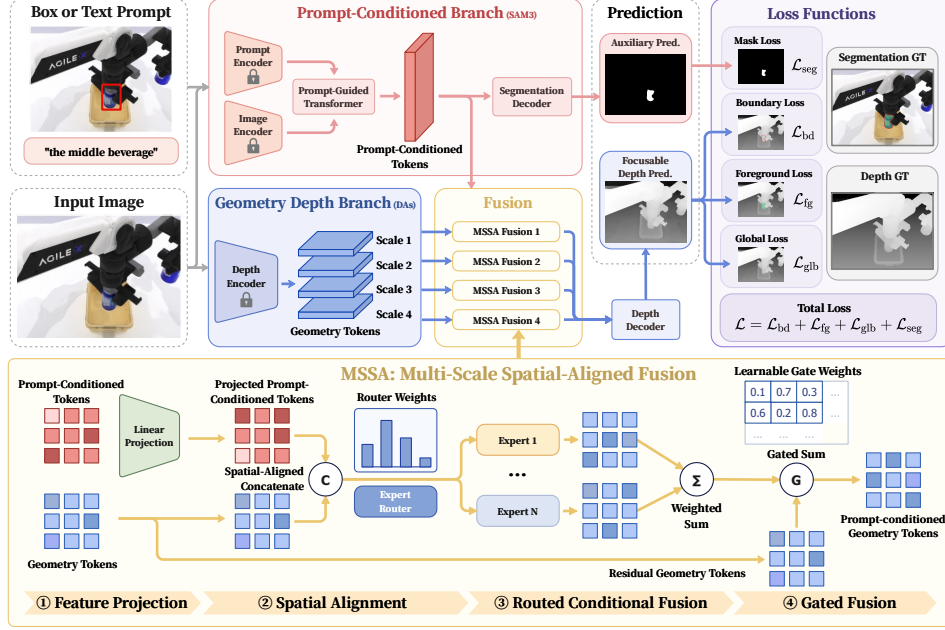 Box or Text Prompt
AGILE X
"the middle beverage"
Input Image
AGILE X
Prompt-Conditioned Branch (SAM3)
Prompt
Encoder
Image
Encoder
Prompt-Guided
Transformer
Prompt-Conditioned
Tokens
Segmentation
Decoder
Geometry Depth Branch (DAs)
Depth
Encoder
Scale 1
Scale 2
Scale 3
Scale 4
Geometry Tokens
Fusion
MSSA Fusion 1
MSSA Fusion 2
MSSA Fusion 3
MSSA Fusion 4
Prediction
Auxiliary Pred.
Focusable
Depth Pred.
Depth
Decoder
Loss Functions
Mask Loss
ℒseg
Boundary Loss
ℒbd
Foreground Loss
ℒfg
Global Loss
ℒglb
Segmentation GT
AGILE X
Depth GT
Total Loss
ℒ = ℒbd + ℒfg + ℒglb + ℒseg
MSSA: Multi-Scale Spatial-Aligned Fusion
Prompt-Conditioned
Tokens
Linear
Projection
Geometry Tokens
Projected Prompt-
Conditioned Tokens
Spatial-Aligned
Concatenate
C
Router Weights
Expert
Router
Expert 1
...
Expert N
Σ
Weighted
Sum
Learnable Gate Weights
0.1 0.7 0.3 ...
0.6 0.2 0.8 ...
... ...
Gated Sum
G
Prompt-conditioned
Geometry Tokens
Residual Geometry Tokens
① Feature Projection
② Spatial Alignment
③ Routed Conditional Fusion
④ Gated Fusion